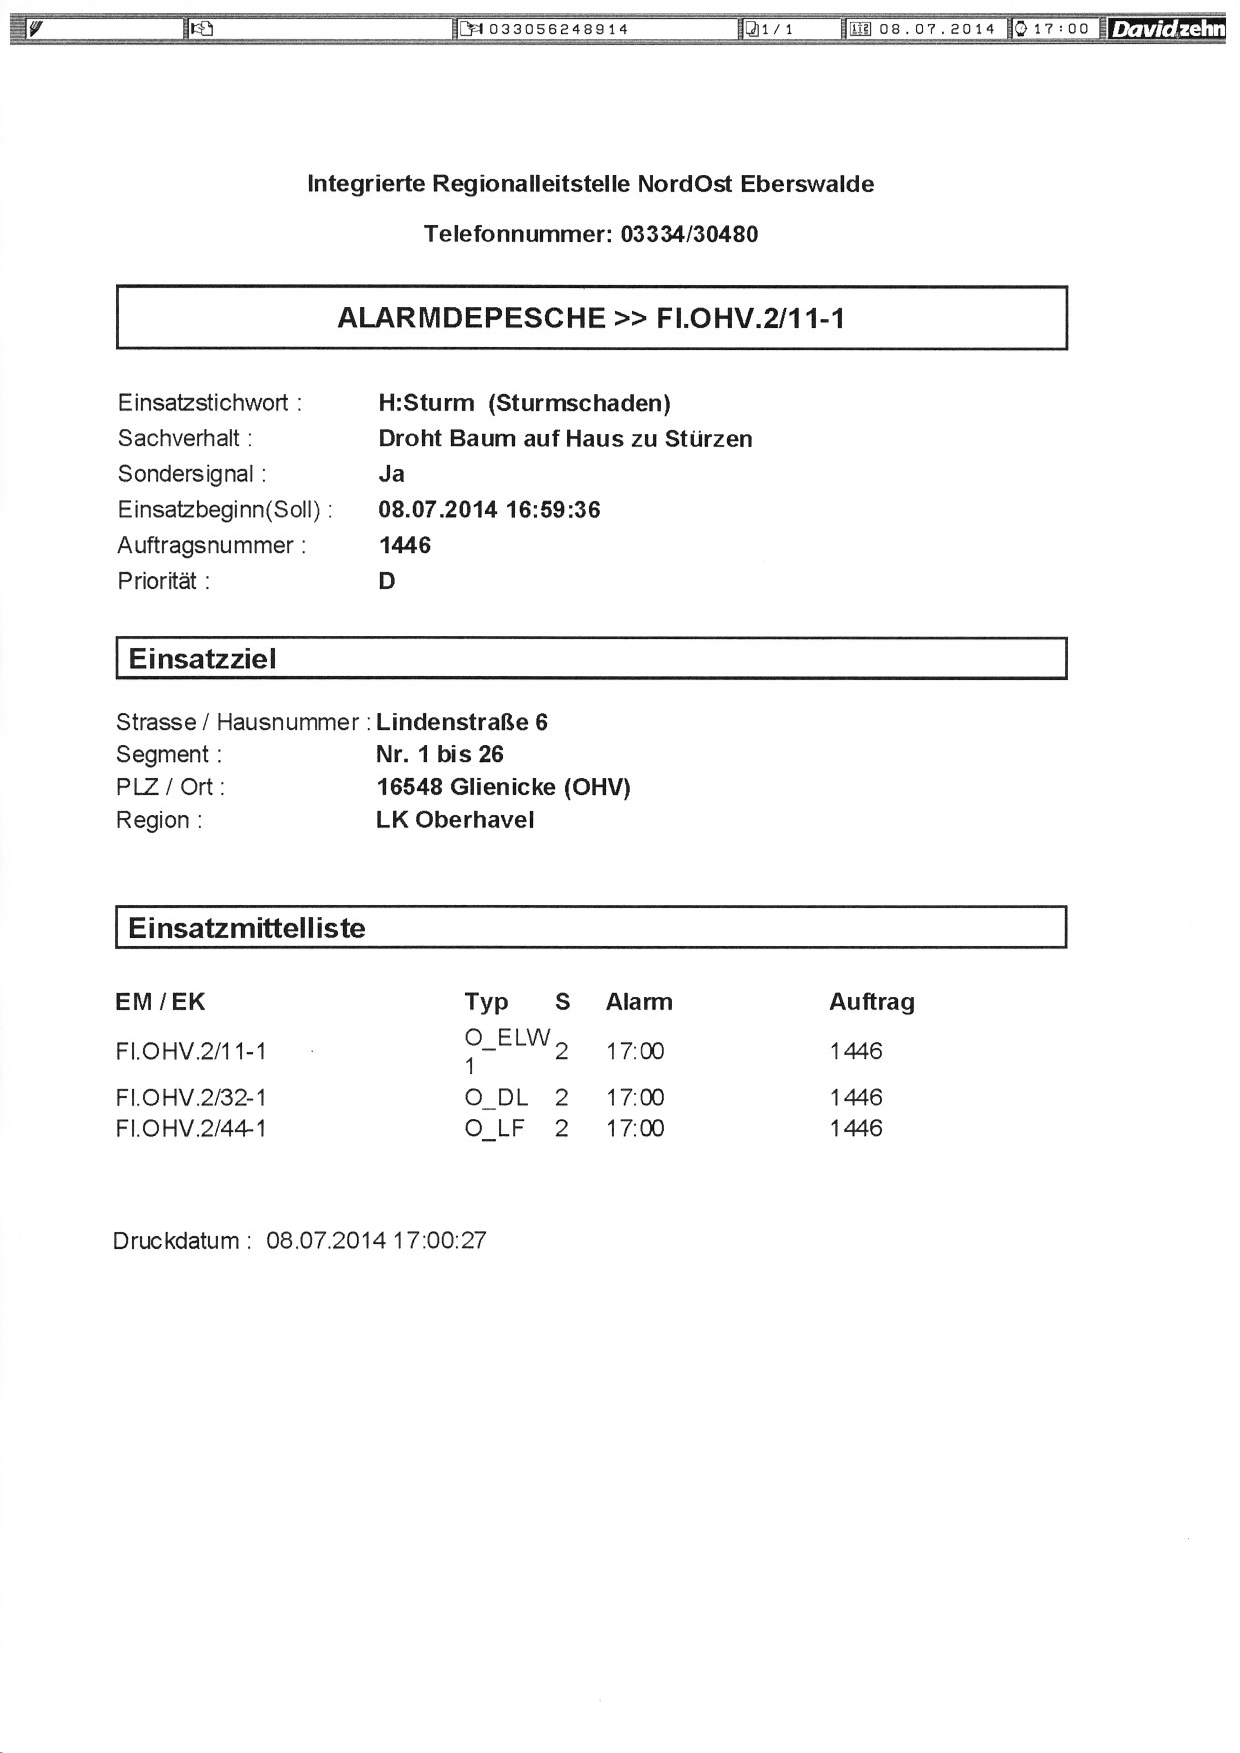 033056248914 1/1 08.07.2014 17:00 Davidzehn
Integrierte Regionalleitstelle NordOst Eberswalde
Telefonnummer: 03334/30480
ALARMDEPESCHE >> Fl.OHV.2/11-1
Einsatzstichwort : H:Sturm (Sturmschaden)
Sachverhalt : Droht Baum auf Haus zu Stürzen
Sondersignal : Ja
Einsatzbeginn(Soll) : 08.07.2014 16:59:36
Auftragsnummer : 1446
Priorität : D
Einsatzziel
Strasse / Hausnummer : Lindenstraße 6
Segment : Nr. 1 bis 26
PLZ / Ort : 16548 Glienicke (OHV)
Region : LK Oberhavel
Einsatzmittelliste
EM / EK Typ S Alarm Auftrag
Fl.OHV.2/11-1 O_ELW 1 2 17:00 1446
Fl.OHV.2/32-1 O_DL 2 17:00 1446
Fl.OHV.2/44-1 O_LF 2 17:00 1446
Druckdatum : 08.07.2014 17:00:27